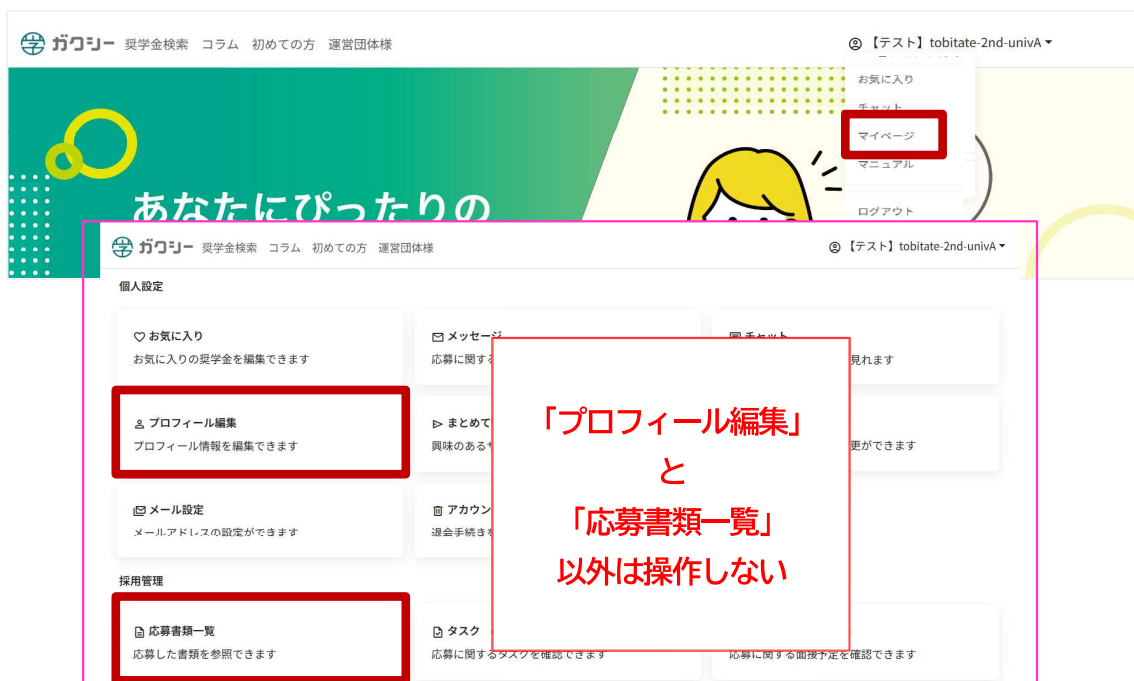 ガクシー 奨学金検索 コラム 初めての方 運営団体様
【テスト】tobitate-2nd-univA
お気に入り
チャット
マイページ
マニュアル
ログアウト
あなたにぴったりの
ガクシー 奨学金検索 コラム 初めての方 運営団体様
【テスト】tobitate-2nd-univA
個人設定
お気に入り
お気に入りの奨学金を編集できます
メッセージ
応募に関する
チャット
見れます
プロフィール編集
プロフィール情報を編集できます
まとめて
興味のある
更ができます
メール設定
メールアドレスの設定ができます
アカウン
退会手続き
「プロフィール編集」
と
「応募書類一覧」
以外は操作しない
採用管理
応募書類一覧
応募した書類を参照できます
タスク
応募に関するタスクを確認できます
応募に関する面接予定を確認できます